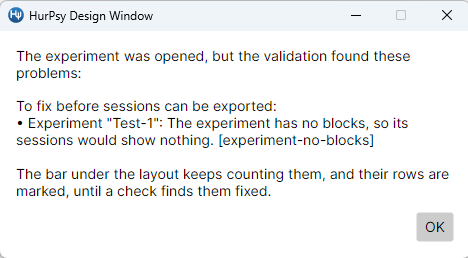 HurPsy Design Window
The experiment was opened, but the validation found these
problems:
To fix before sessions can be exported:
• Experiment "Test-1": The experiment has no blocks, so its
sessions would show nothing. [experiment-no-blocks]
The bar under the layout keeps counting them, and their rows are
marked, until a check finds them fixed.
OK